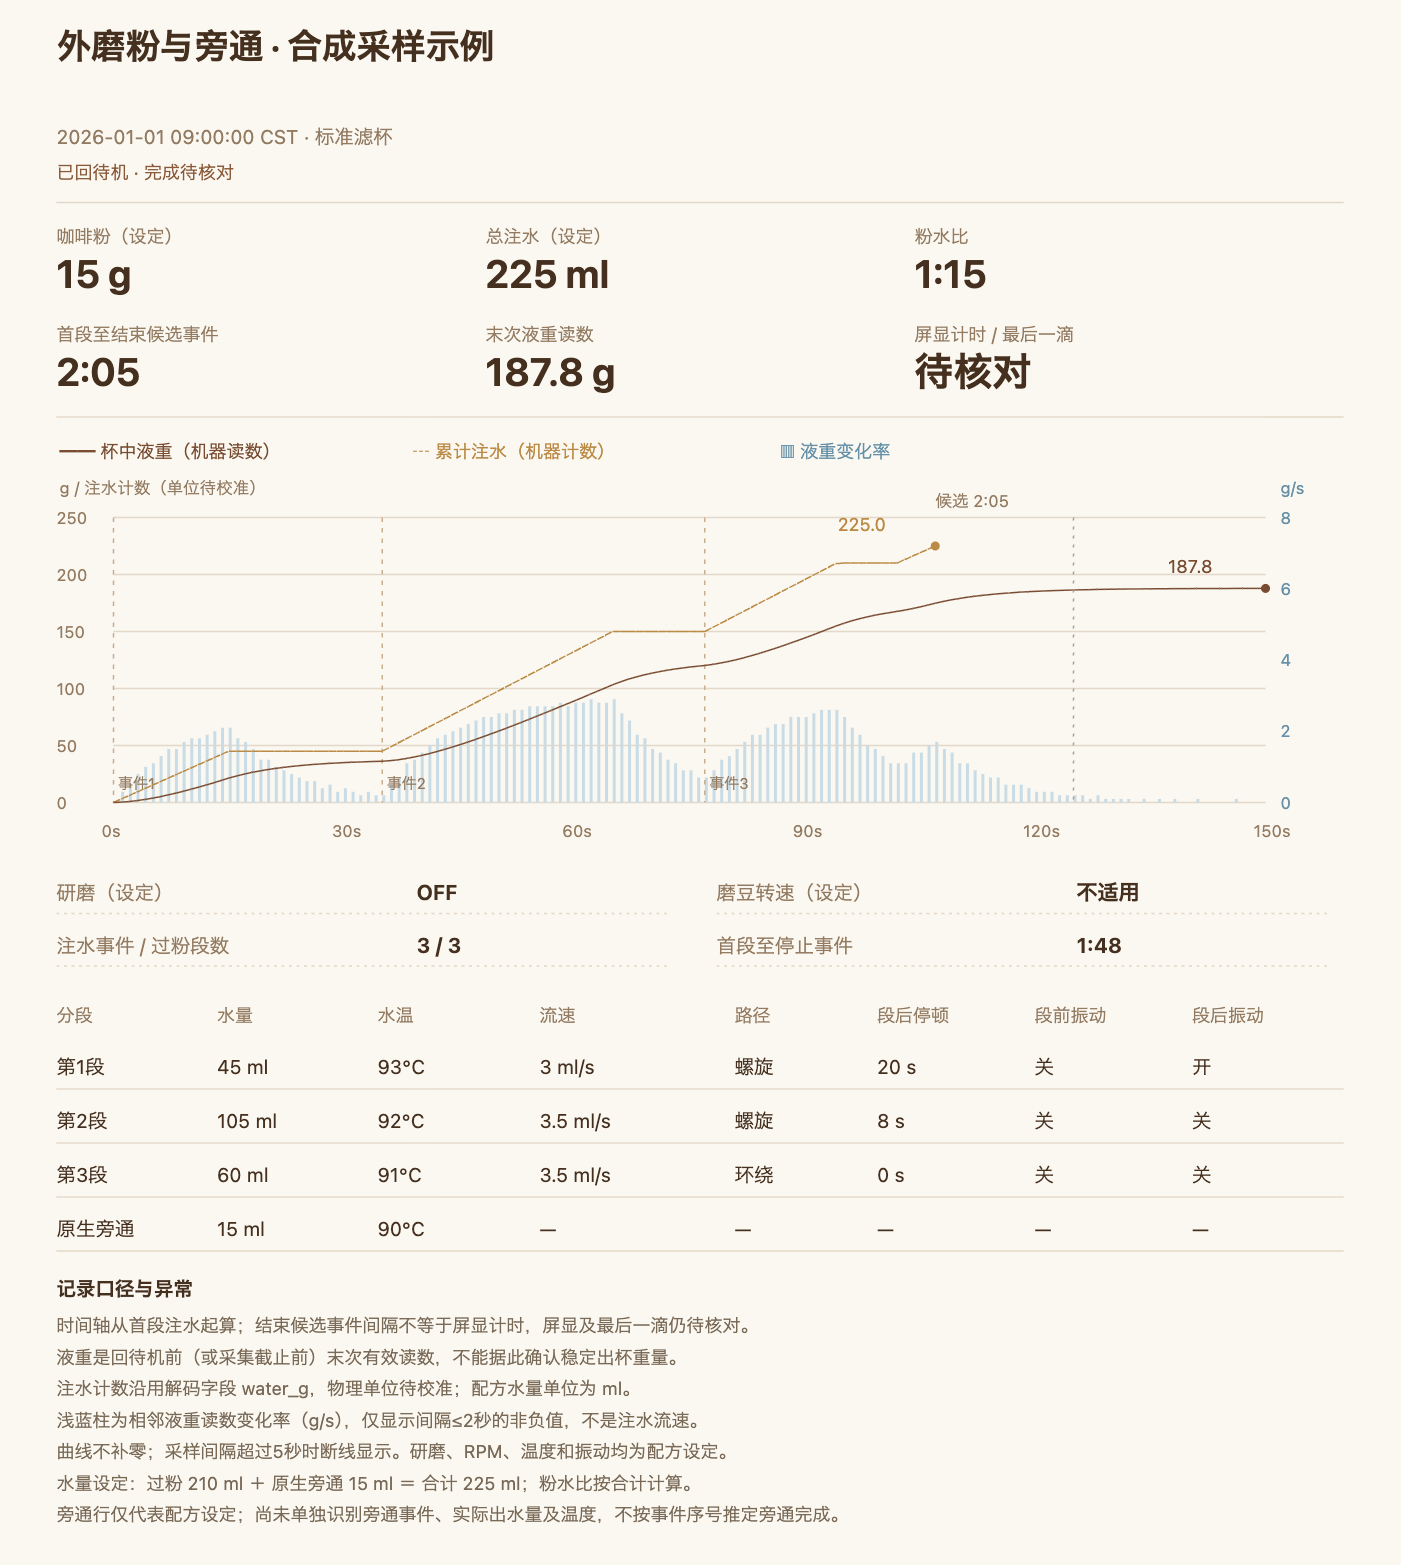 外磨粉与旁通 · 合成采样示例
2026-01-01 09:00:00 CST · 标准滤杯
已回待机 · 完成待核对
咖啡粉（设定） 总注水（设定） 粉水比
15 g 225 ml 1:15
首段至结束候选事件 末次液重读数 屏显计时 / 最后一滴
2:05 187.8 g 待核对
杯中液重（机器读数） 累计注水（机器计数） 液重变化率
g / 注水计数（单位待校准） g/s
候选 2:05
250 225.0 8
200 187.8 6
150 4
100
50 2
事件1 事件2 事件3
0 0
0s 30s 60s 90s 120s 150s
研磨（设定） OFF 磨豆转速（设定） 不适用
注水事件 / 过粉段数 3 / 3 首段至停止事件 1:48
分段 水量 水温 流速 路径 段后停顿 段前振动 段后振动
第1段 45 ml 93°C 3 ml/s 螺旋 20 s 关 开
第2段 105 ml 92°C 3.5 ml/s 螺旋 8 s 关 关
第3段 60 ml 91°C 3.5 ml/s 环绕 0 s 关 关
原生旁通 15 ml 90°C — — — — —
记录口径与异常
时间轴从首段注水起算；结束候选事件间隔不等于屏显计时，屏显及最后一滴仍待核对。
液重是回待机前（或采集截止前）末次有效读数，不能据此确认稳定出杯重量。
注水计数沿用解码字段 water_g，物理单位待校准；配方水量单位为 ml。
浅蓝柱为相邻液重读数变化率（g/s），仅显示间隔≤2秒的非负值，不是注水流速。
曲线不补零；采样间隔超过5秒时断线显示。研磨、RPM、温度和振动均为配方设定。
水量设定：过粉 210 ml ＋ 原生旁通 15 ml ＝ 合计 225 ml；粉水比按合计计算。
旁通行仅代表配方设定；尚未单独识别旁通事件、实际出水量及温度，不按事件序号推定旁通完成。